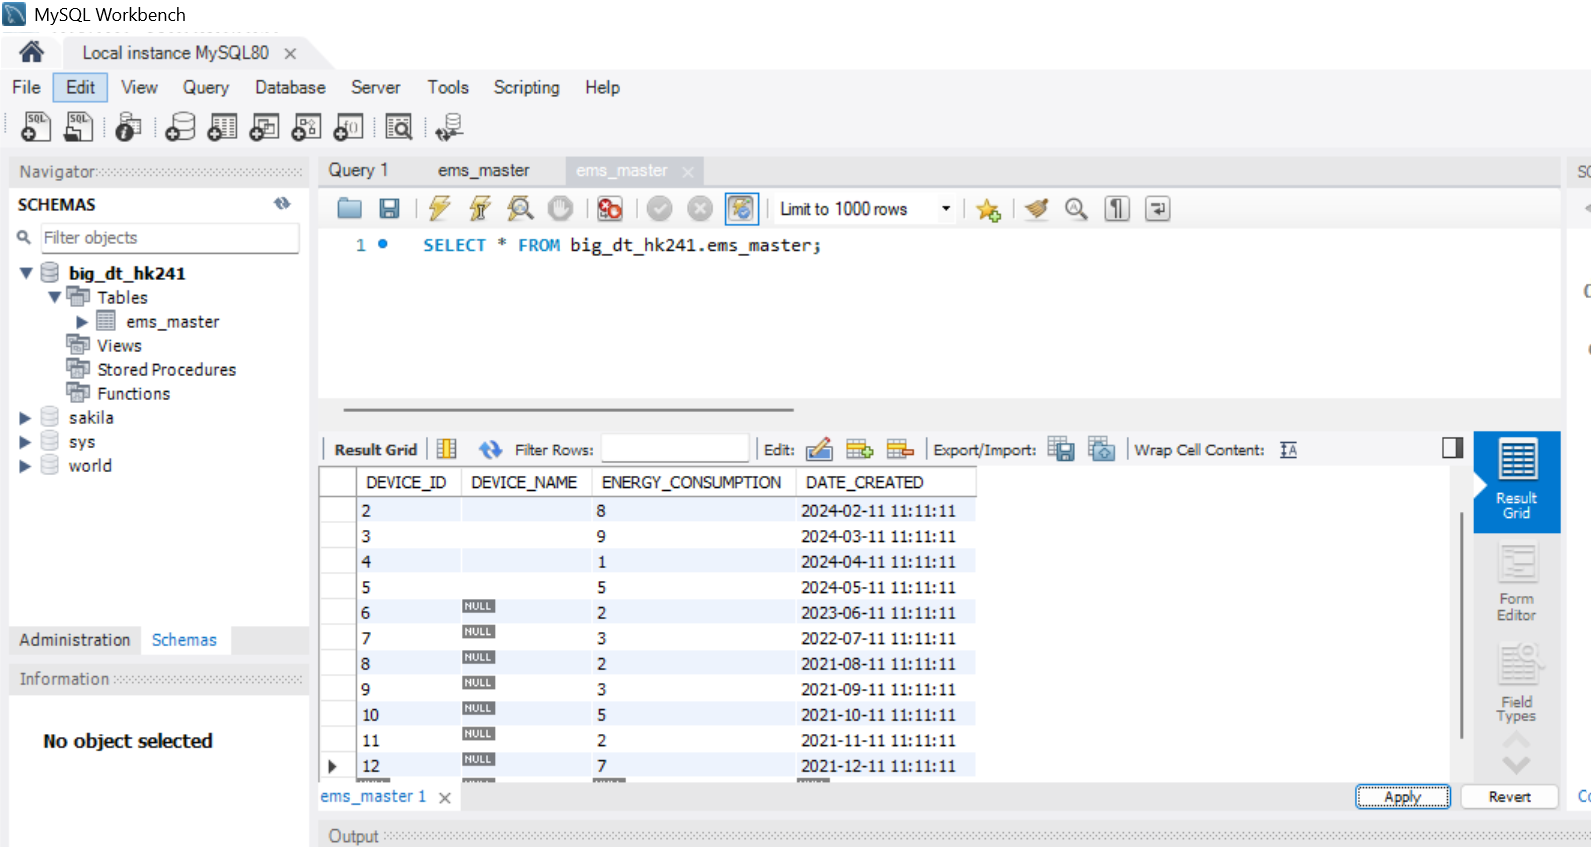 MySQL Workbench
Local instance MySQL80
File Edit View Query Database Server Tools Scripting Help
SQL SQL
Navigator
SCHEMAS
Filter objects
big_dt_hk241
Tables
ems_master
Views
Stored Procedures
Functions
sakila
sys
world
Administration Schemas
Information
No object selected
Query 1 ems_master ems_master
Limit to 1000 rows
1 SELECT * FROM big_dt_hk241.ems_master;
Result Grid Filter Rows: Edit: Export/Import: Wrap Cell Content:
DEVICE_ID DEVICE_NAME ENERGY_CONSUMPTION DATE_CREATED
2 8 2024-02-11 11:11:11
3 9 2024-03-11 11:11:11
4 1 2024-04-11 11:11:11
5 5 2024-05-11 11:11:11
6 NULL 2 2023-06-11 11:11:11
7 NULL 3 2022-07-11 11:11:11
8 NULL 2 2021-08-11 11:11:11
9 NULL 3 2021-09-11 11:11:11
10 NULL 5 2021-10-11 11:11:11
11 NULL 2 2021-11-11 11:11:11
12 NULL 7 2021-12-11 11:11:11
Result
Grid
Form
Editor
Field
Types
ems_master 1
Apply Revert
Output